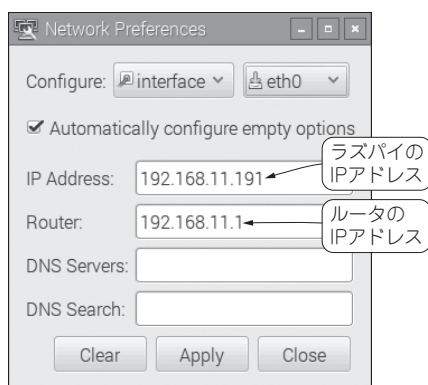 Network Preferences
Configure: interface eth0
Automatically configure empty options
ラズパイの
IPアドレス
IP Address: 192.168.11.191
ルータの
IPアドレス
Router: 192.168.11.1
DNS Servers:
DNS Search:
Clear Apply Close